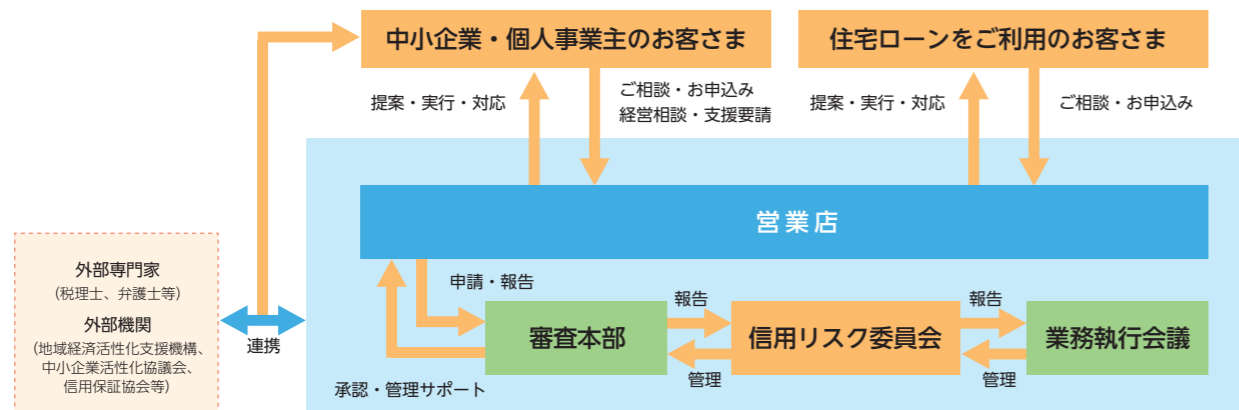 中小企業・個人事業主のお客さま
住宅ローンをご利用のお客さま
提案・実行・対応
ご相談・お申込み
経営相談・支援要請
提案・実行・対応
ご相談・お申込み
営業店
外部専門家
(税理士、弁護士等)
外部機関
(地域経済活性化支援機構、
中小企業活性化協議会、
信用保証協会等)
連携
申請・報告
審査本部
報告
信用リスク委員会
報告
業務執行会議
管理
管理
承認・管理サポート